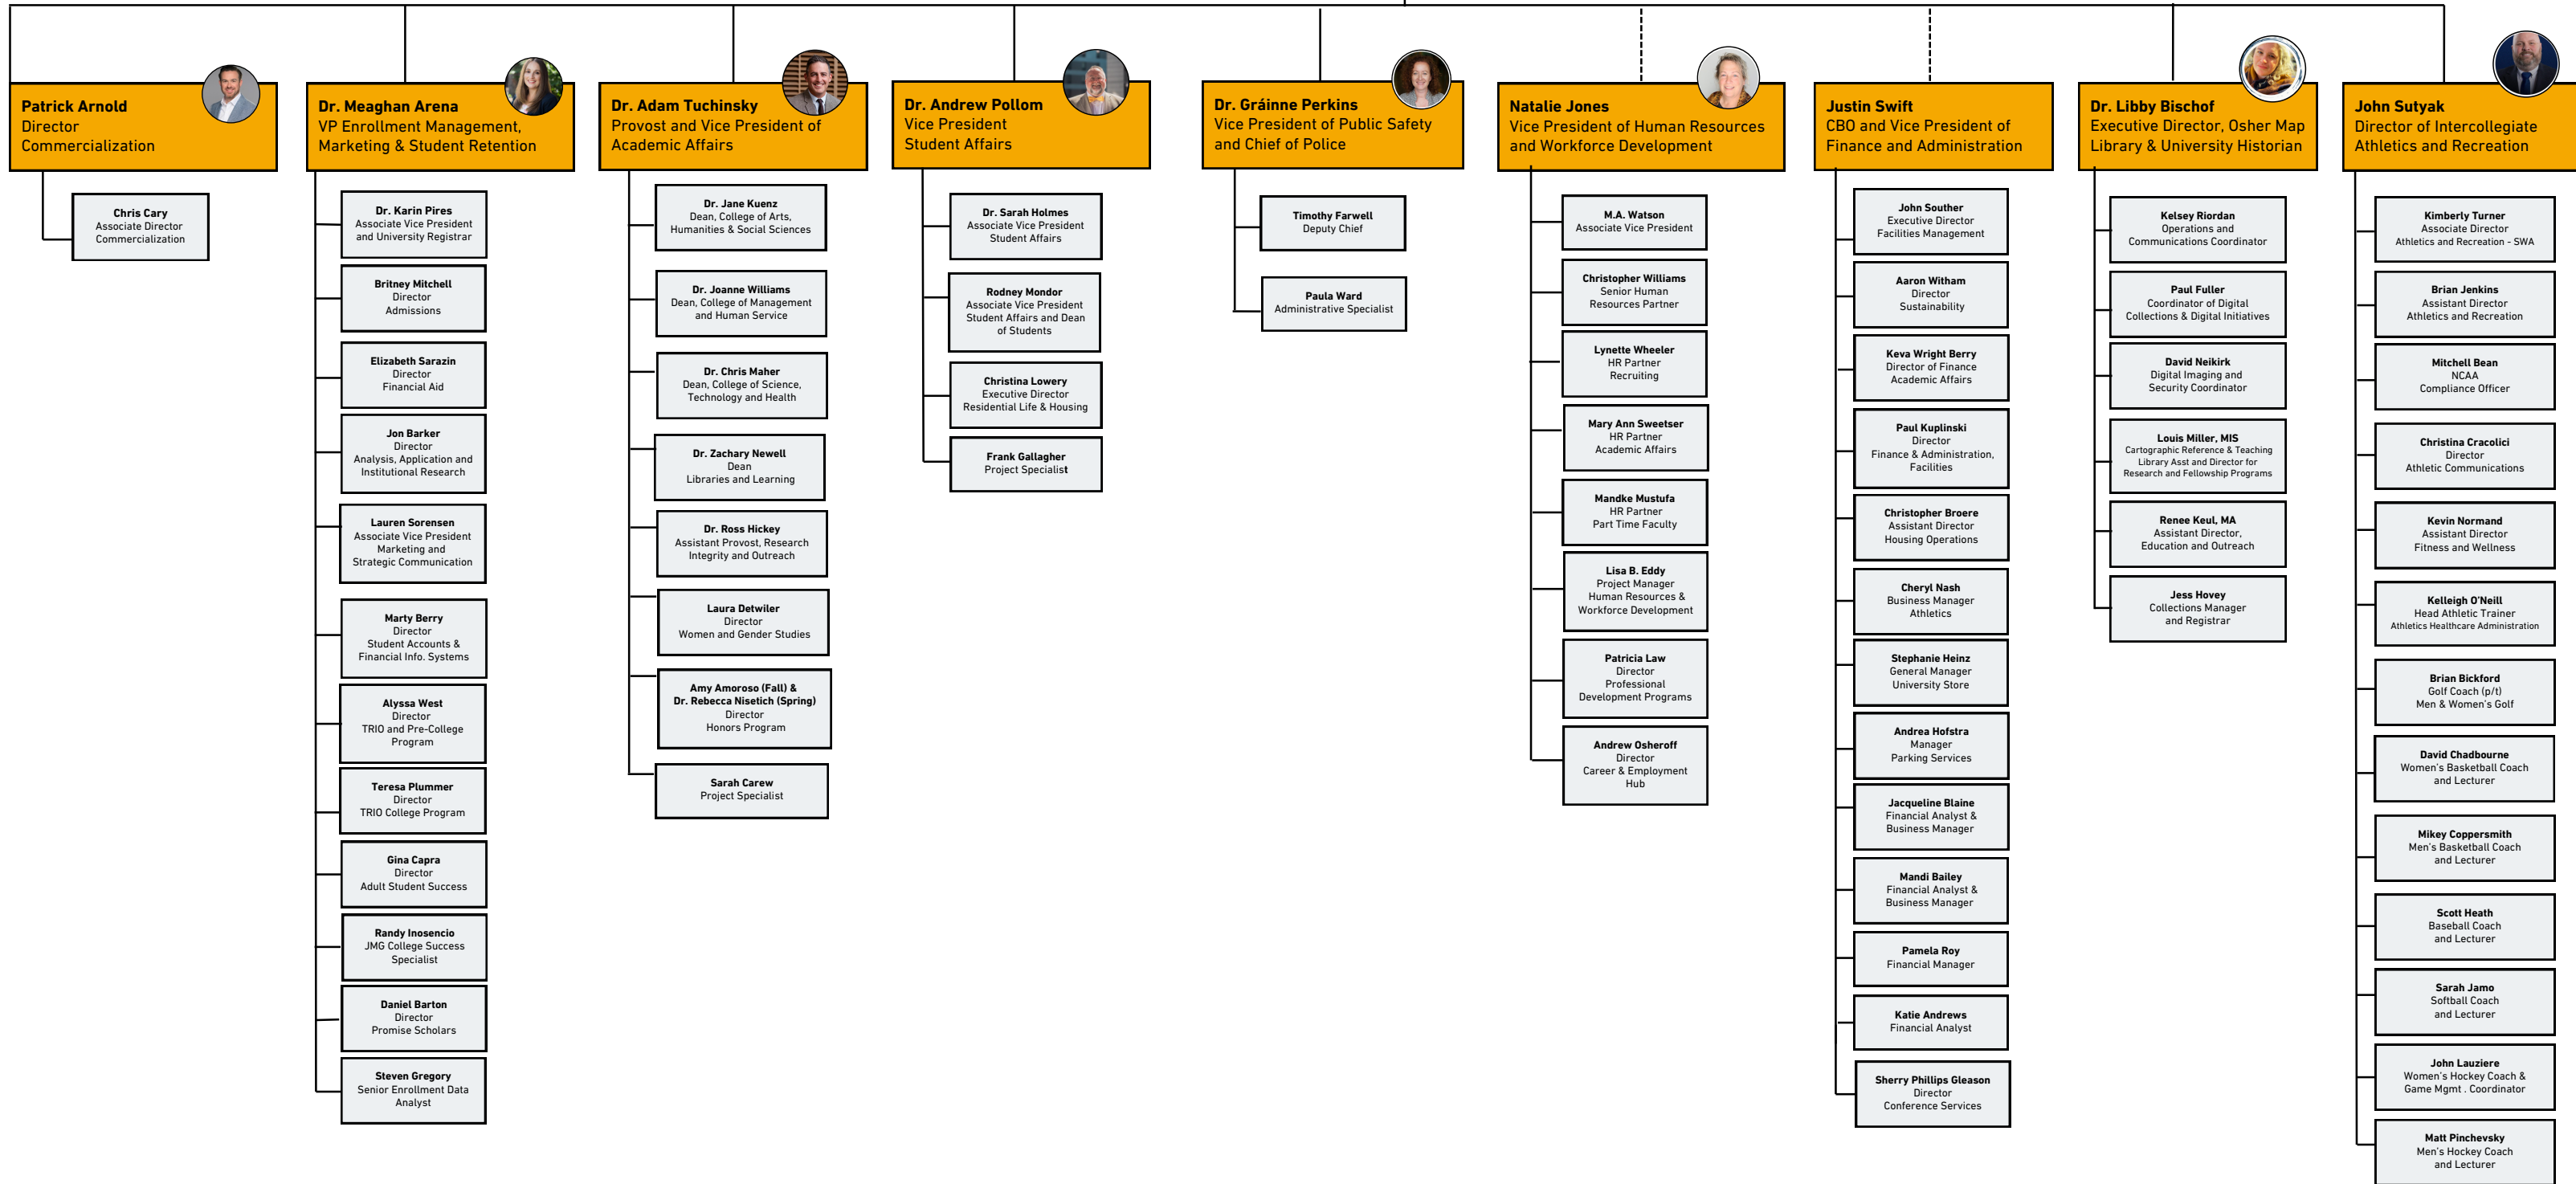 Patrick Arnold
Director
Commercialization
Chris Cary
Associate Director
Commercialization
Dr. Meaghan Arena
VP Enrollment Management,
Marketing & Student Retention
Dr. Karin Pires
Associate Vice President
and University Registrar
Britney Mitchell
Director
Admissions
Elizabeth Sarazin
Director
Financial Aid
Jon Barker
Director
Analysis, Application and
Institutional Research
Lauren Sorensen
Associate Vice President
Marketing and
Strategic Communication
Marty Berry
Director
Student Accounts &
Financial Info. Systems
Alyssa West
Director
TRIO and Pre-College
Program
Teresa Plummer
Director
TRIO College Program
Gina Capra
Director
Adult Student Success
Randy Inosencio
JMG College Success
Specialist
Daniel Barton
Director
Promise Scholars
Steven Gregory
Senior Enrollment Data
Analyst
Dr. Adam Tuchinsky
Provost and Vice President of
Academic Affairs
Dr. Jane Kuenz
Dean, College of Arts,
Humanities & Social Sciences
Dr. Joanne Williams
Dean, College of Management
and Human Service
Dr. Chris Maher
Dean, College of Science,
Technology and Health
Dr. Zachary Newell
Dean
Libraries and Learning
Dr. Ross Hickey
Assistant Provost, Research
Integrity and Outreach
Laura Detwiler
Director
Women and Gender Studies
Amy Amoroso (Fall) &
Dr. Rebecca Nisetich (Spring)
Director
Honors Program
Sarah Carew
Project Specialist
Dr. Andrew Pollom
Vice President
Student Affairs
Dr. Sarah Holmes
Associate Vice President
Student Affairs
Rodney Mondor
Associate Vice President
Student Affairs and Dean
of Students
Christina Lowery
Executive Director
Residential Life & Housing
Frank Gallagher
Project Specialist
Dr. Gráinne Perkins
Vice President of Public Safety
and Chief of Police
Timothy Farwell
Deputy Chief
Paula Ward
Administrative Specialist
Natalie Jones
Vice President of Human Resources
and Workforce Development
M.A. Watson
Associate Vice President
Christopher Williams
Senior Human
Resources Partner
Lynette Wheeler
HR Partner
Recruiting
Mary Ann Sweetser
HR Partner
Academic Affairs
Mandke Mustufa
HR Partner
Part Time Faculty
Lisa B. Eddy
Project Manager
Human Resources &
Workforce Development
Patricia Law
Director
Professional
Development Programs
Andrew Osheroff
Director
Career & Employment
Hub
Justin Swift
CBO and Vice President of
Finance and Administration
John Souther
Executive Director
Facilities Management
Aaron Witham
Director
Sustainability
Keva Wright Berry
Director of Finance
Academic Affairs
Paul Kuplinski
Director
Finance & Administration,
Facilities
Christopher Broere
Assistant Director
Housing Operations
Cheryl Nash
Business Manager
Athletics
Stephanie Heinz
General Manager
University Store
Andrea Hofstra
Manager
Parking Services
Jacqueline Blaine
Financial Analyst &
Business Manager
Mandi Bailey
Financial Analyst &
Business Manager
Pamela Roy
Financial Manager
Katie Andrews
Financial Analyst
Sherry Phillips Gleason
Director
Conference Services
Dr. Libby Bischof
Executive Director, Osher Map
Library & University Historian
Kelsey Riordan
Operations and
Communications Coordinator
Paul Fuller
Coordinator of Digital
Collections & Digital Initiatives
David Neikirk
Digital Imaging and
Security Coordinator
Louis Miller, MIS
Cartographic Reference & Teaching
Library Asst and Director for
Research and Fellowship Programs
Renee Keul, MA
Assistant Director,
Education and Outreach
Jess Hovey
Collections Manager
and Registrar
John Sutyak
Director of Intercollegiate
Athletics and Recreation
Kimberly Turner
Associate Director
Athletics and Recreation - SWA
Brian Jenkins
Assistant Director
Athletics and Recreation
Mitchell Bean
NCAA
Compliance Officer
Christina Cracolici
Director
Athletic Communications
Kevin Normand
Assistant Director
Fitness and Wellness
Kelleigh O'Neill
Head Athletic Trainer
Athletics Healthcare Administration
Brian Bickford
Golf Coach (p/t)
Men & Women's Golf
David Chadbourne
Women's Basketball Coach
and Lecturer
Mikey Coppersmith
Men's Basketball Coach
and Lecturer
Scott Heath
Baseball Coach
and Lecturer
Sarah Jamo
Softball Coach
and Lecturer
John Lauziere
Women's Hockey Coach &
Game Mgmt . Coordinator
Matt Pinchevsky
Men's Hockey Coach
and Lecturer